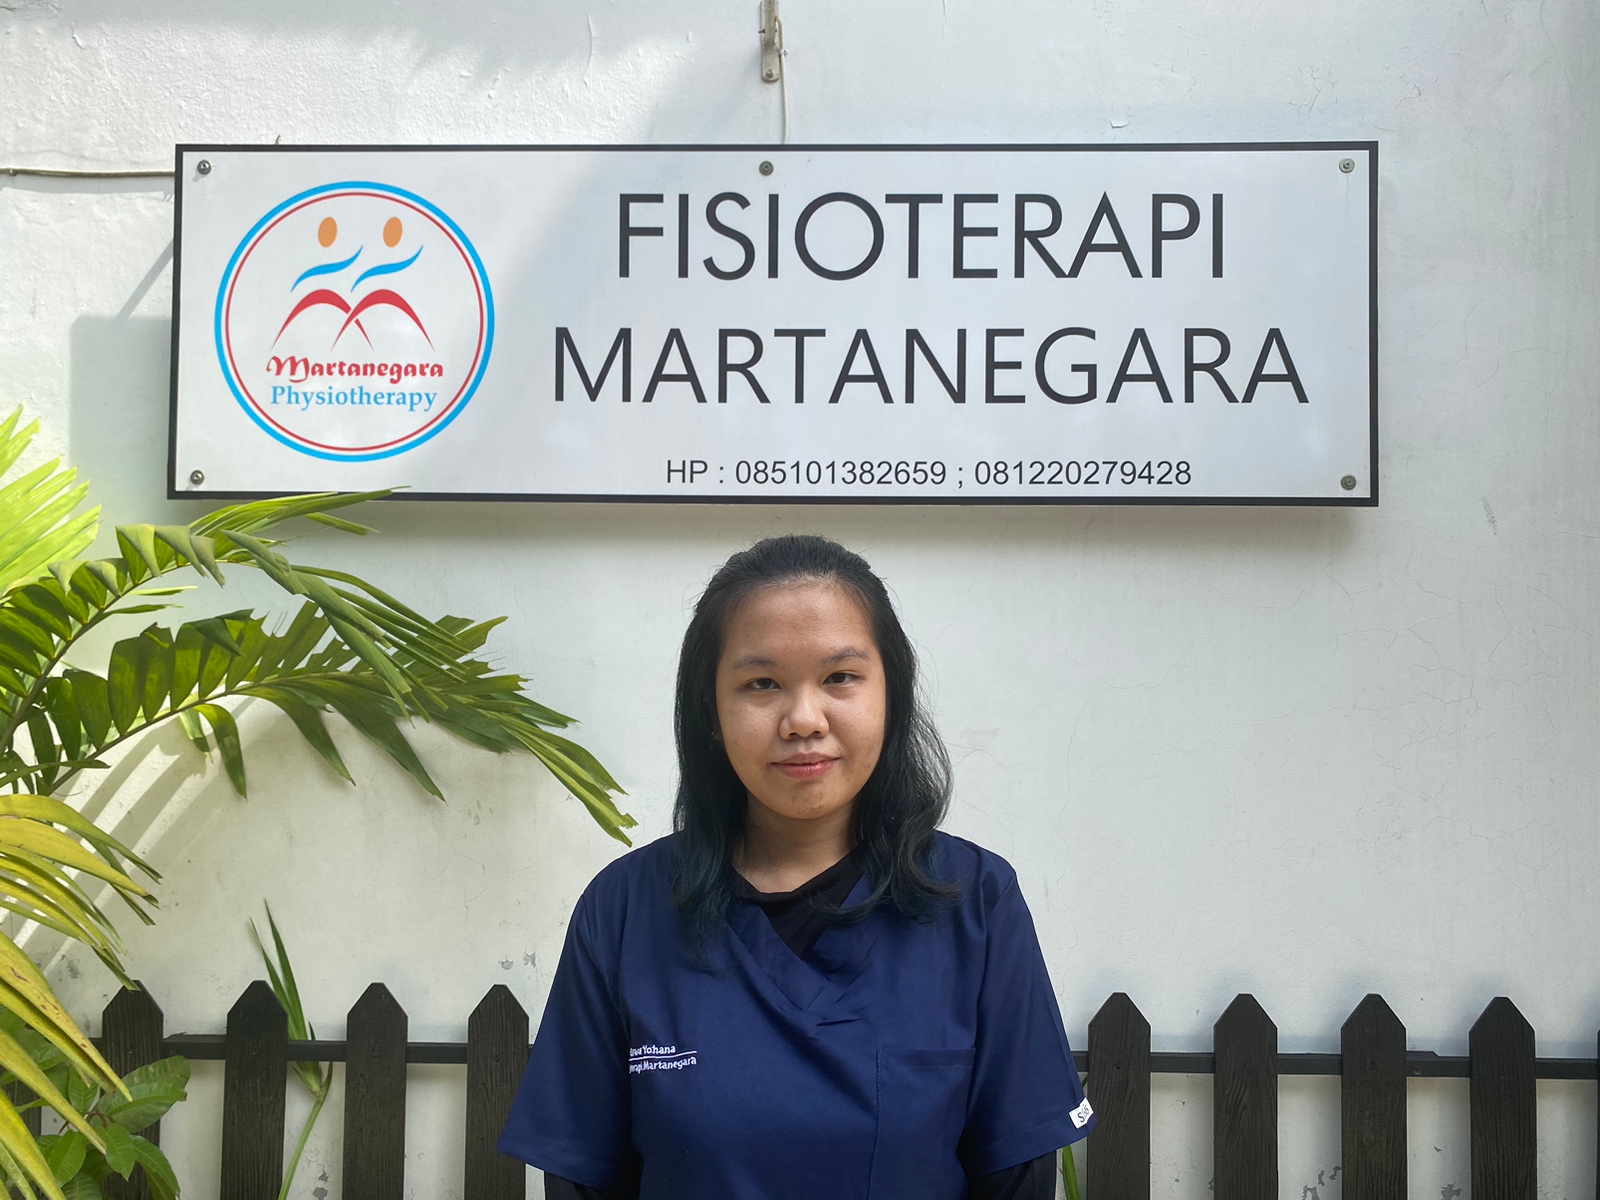 Martanegara
Physiotherapy
FISIOTERAPI
MARTANEGARA
HP : 085101382659 ; 081220279428
Yohana
Martanegara